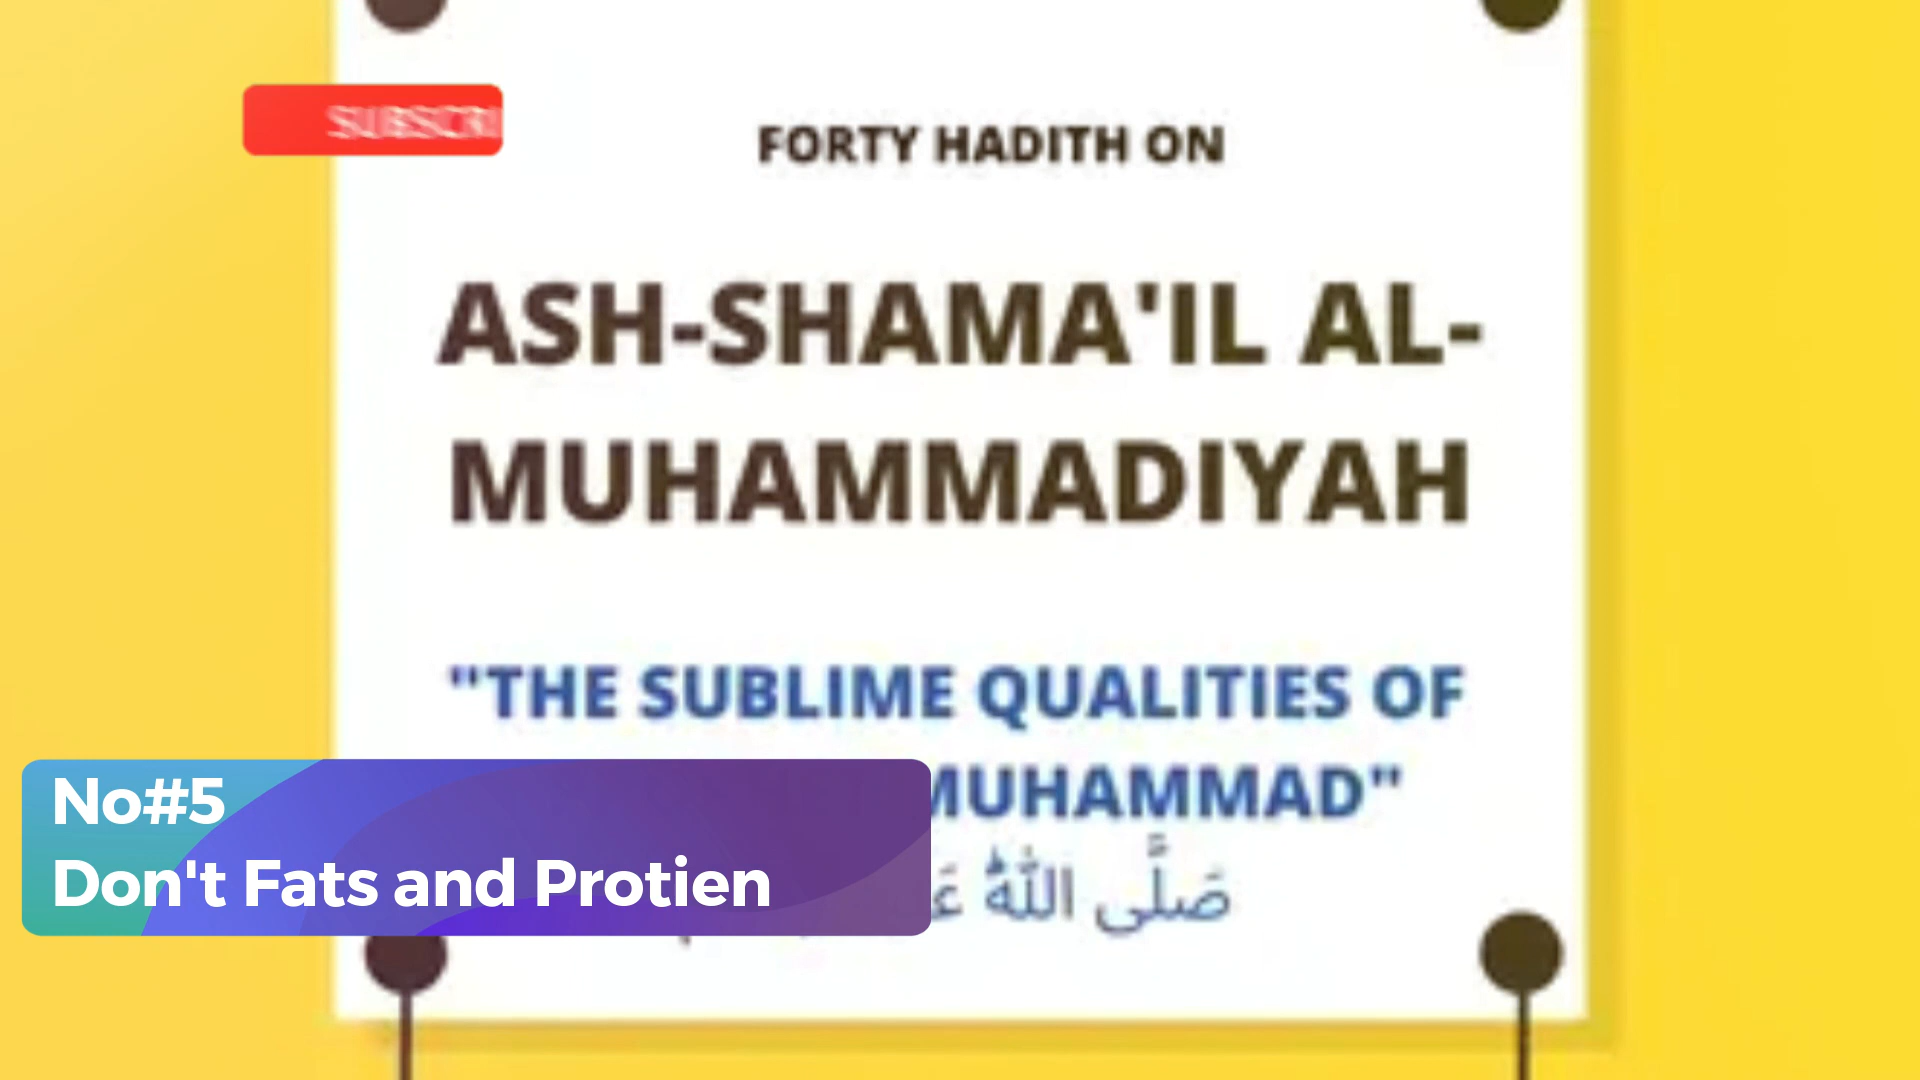 SUBSCRI
FORTY HADITH ON
ASH-SHAMA'IL AL-
MUHAMMADIYAH
"THE SUBLIME QUALITIES OF
MUHAMMAD"
صَلَّى اللّٰهُ عَ
No#5
Don't Fats and Protien